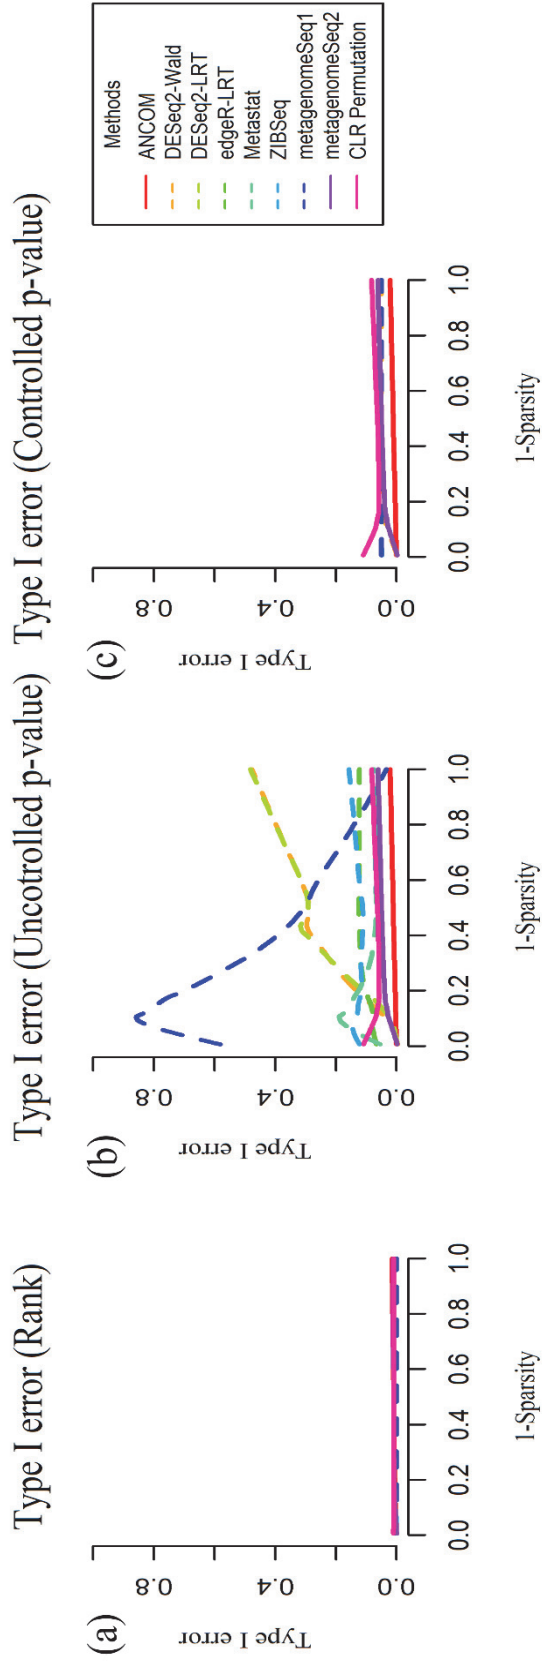 Type I error (Rank)
(a)
Type I error
0.0
0.4
0.8
0.0
0.2
0.4
0.6
0.8
1.0
1-Sparsity
Type I error (Uncotrolled p-value)
(b)
Type I error
0.0
0.4
0.8
0.0
0.2
0.4
0.6
0.8
1.0
1-Sparsity
Type I error (Controlled p-value)
(c)
Type I error
0.0
0.4
0.8
0.0
0.2
0.4
0.6
0.8
1.0
1-Sparsity
Methods
ANCOM
DESeq2-Wald
DESeq2-LRT
edgeR-LRT
Metastat
ZIBSeq
metagenomeSeq1
metagenomeSeq2
CLR Permutation